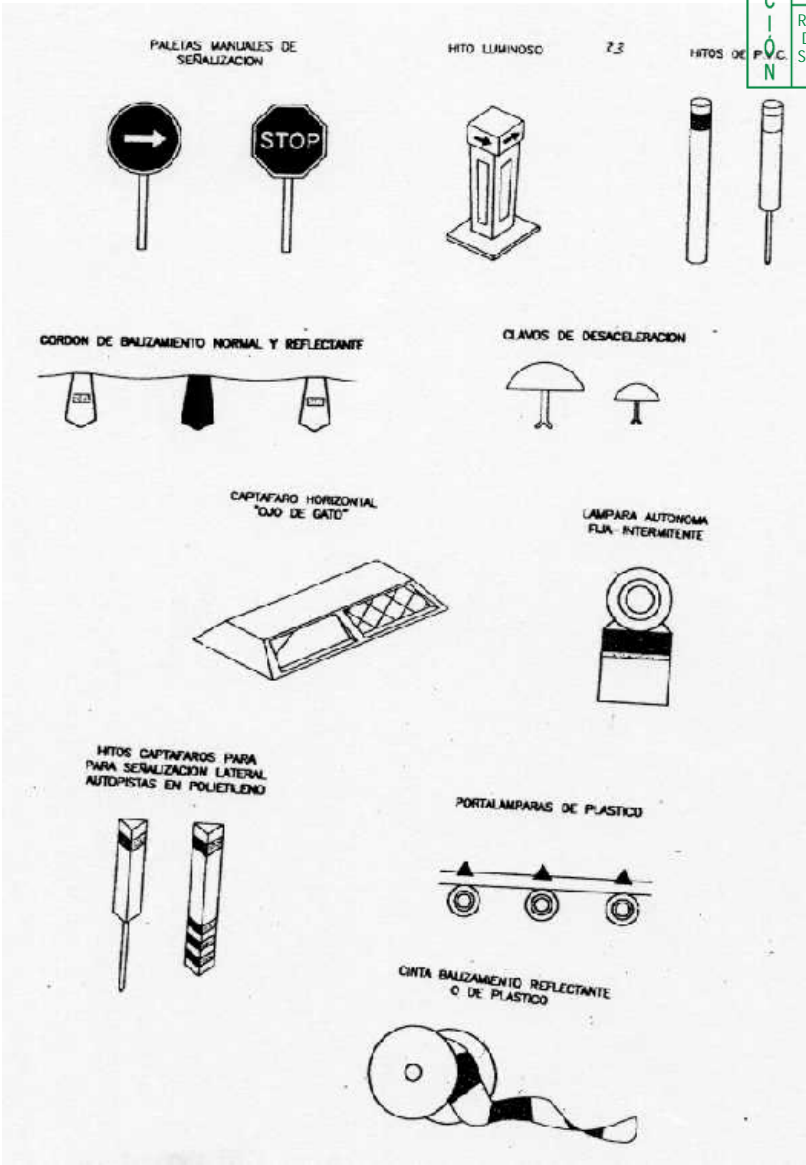 PALETAS MANUALES DE
SEÑALIZACION
HITO LUMINOSO
23
HITOS DE P.V.C.
C
I
Ó
N
STOP
CORDON DE BALIZAMIENTO NORMAL Y REFLECTANTE
CLAVOS DE DESACELERACION
CAPTAFARO HORIZONTAL
"OJO DE GATO"
LAMPARA AUTONOMA
FIJA INTERMITENTE
HITOS CAPTAFAROS PARA
PARA SEÑALIZACION LATERAL
AUTOPISTAS EN POLIETILENO
PORTALAMPARAS DE PLASTICO
CINTA BALIZAMIENTO REFLECTANTE
O DE PLASTICO